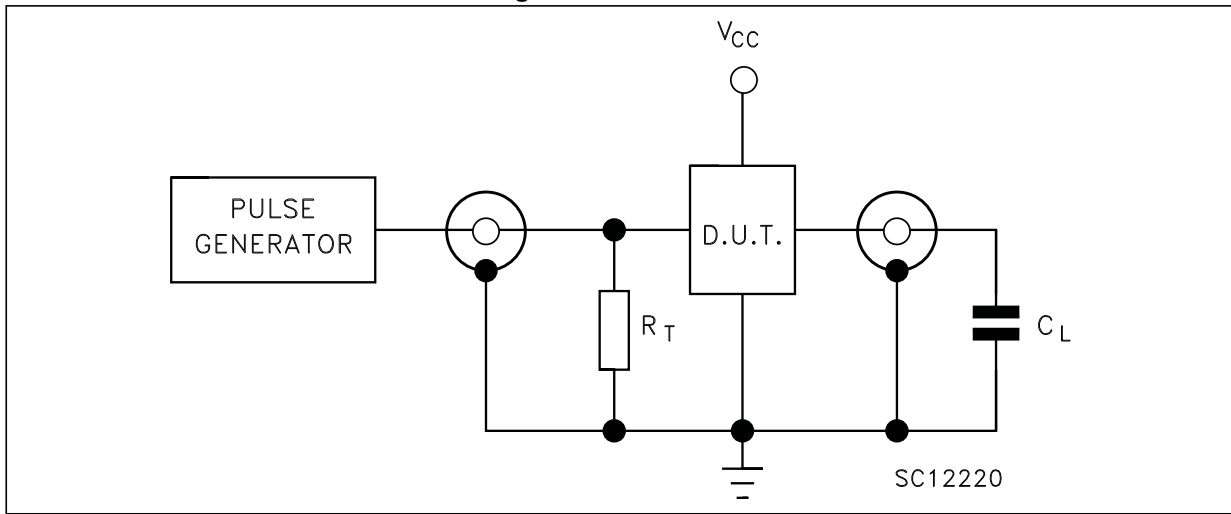 VCC
PULSE
GENERATOR
D.U.T.
RT
CL
SC12220